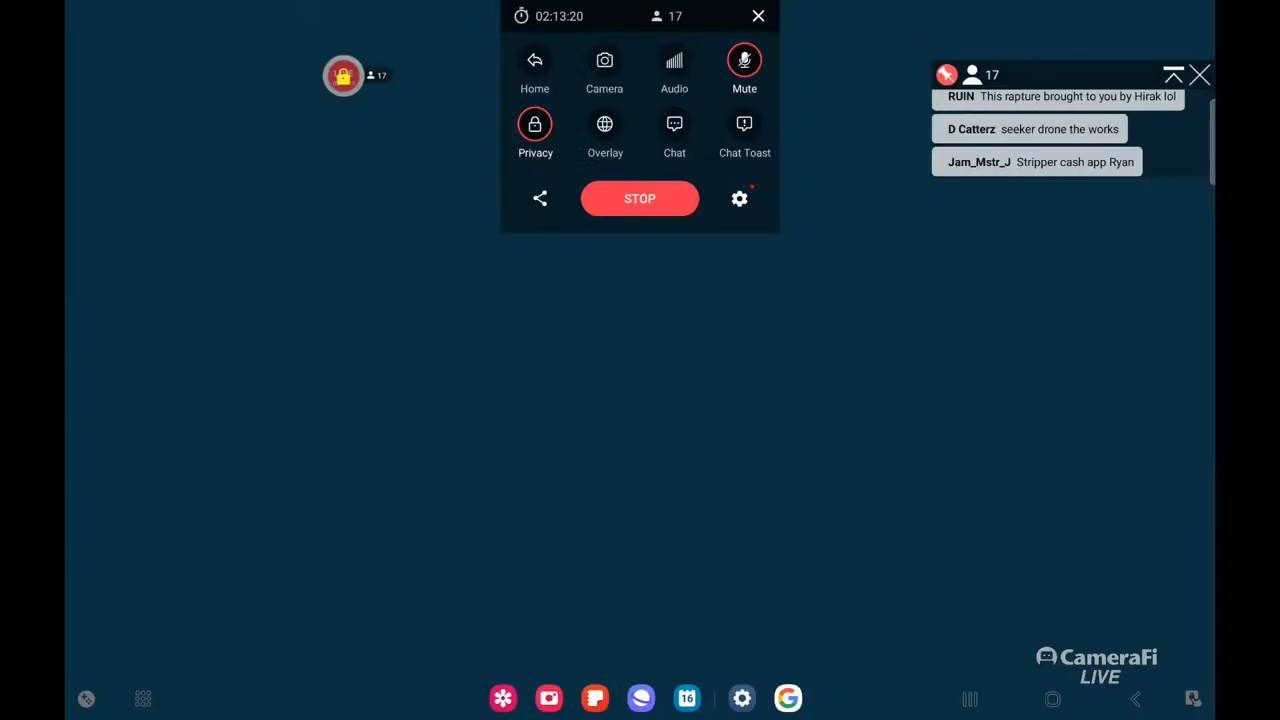 02:13:20
17
Home
Camera
Audio
Mute
Privacy
Overlay
Chat
Chat Toast
STOP
17
17
RUIN This rapture brought to you by Hirak lol
D Catterz seeker drone the works
Jam_Mstr_J Stripper cash app Ryan
CameraFi
LIVE
16